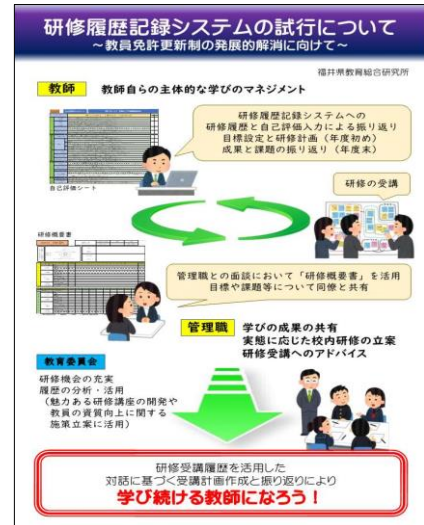 研修履歴記録システムの試行について
～教員免許更新制の発展的解消に向けて～
福井県教育総合研究所
教師
教師自らの主体的な学びのマネジメント
研修履歴記録システムへの
研修履歴と自己評価入力による振り返り
目標設定と研修計画（年度初め）
成果と課題の振り返り（年度末）
自己評価シート
研修の受講
研修概要書
管理職との面談において「研修概要書」を活用
目標や課題等について同僚と共有
管理職
学びの成果の共有
実態に応じた校内研修の立案
研修受講へのアドバイス
教育委員会
研修機会の充実
履歴の分析・活用
（魅力ある研修講座の開発や
教員の資質向上に関する
施策立案に活用）
研修受講履歴を活用した
対話に基づく受講計画作成と振り返りにより
学び続ける教師になろう！